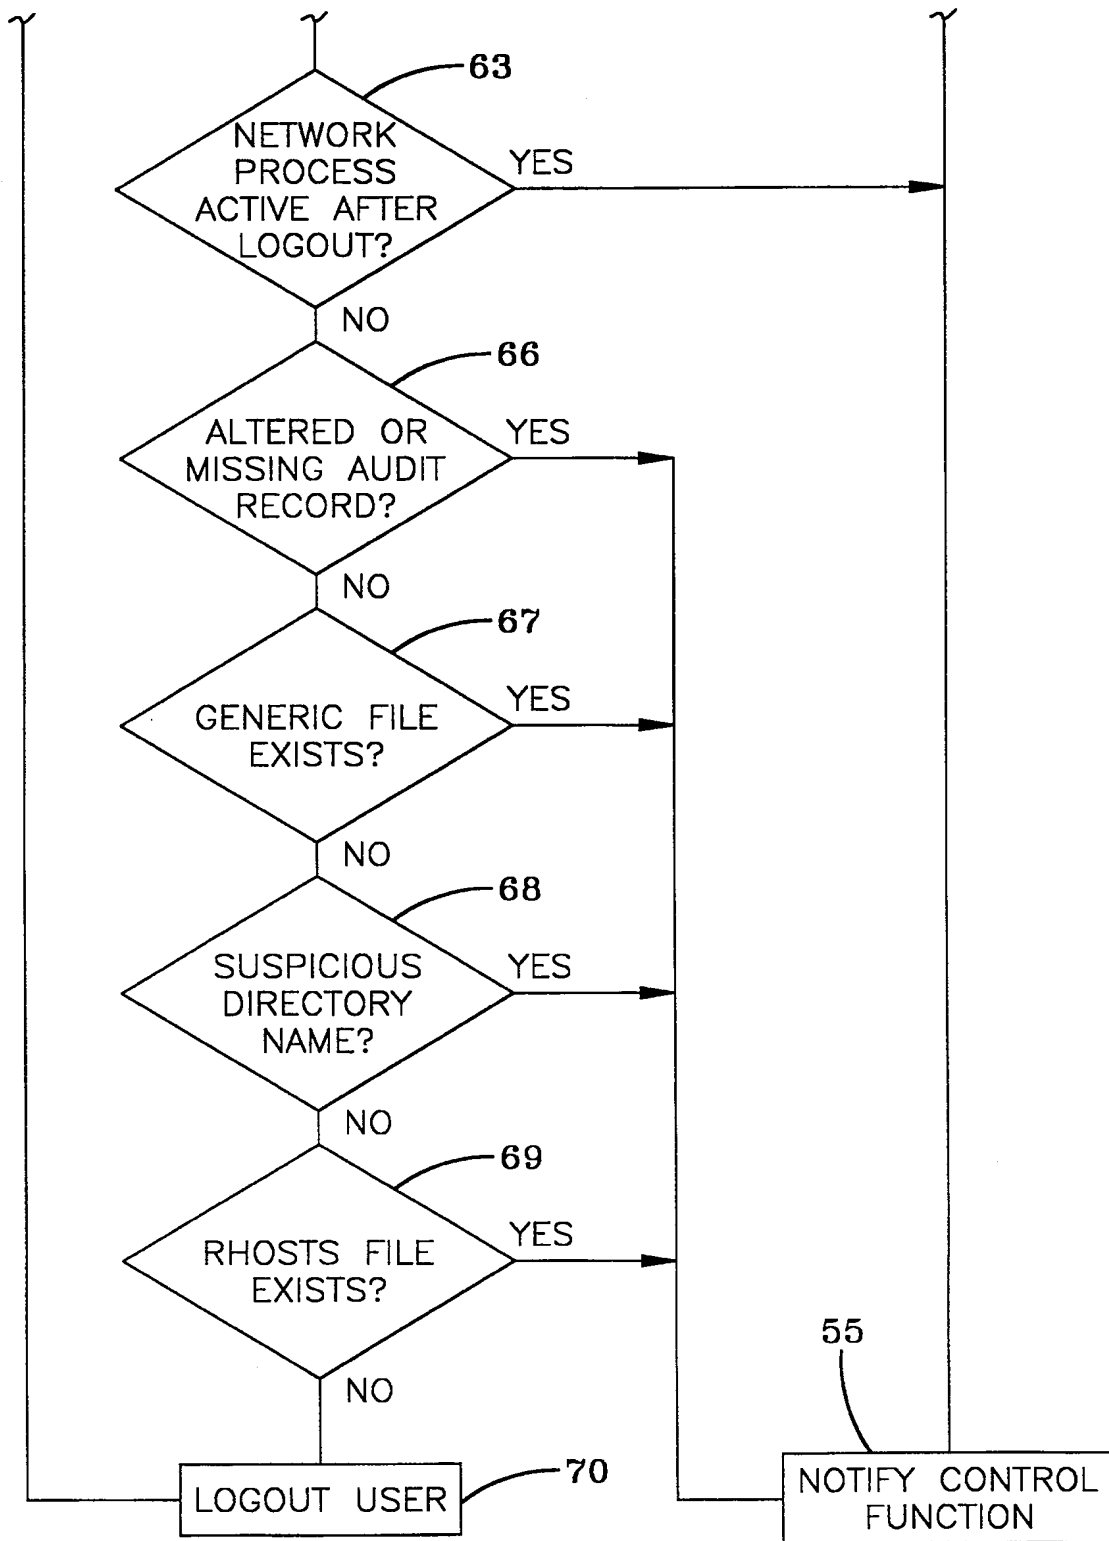 63
NETWORK
PROCESS
ACTIVE AFTER
LOGOUT?
YES
NO
66
ALTERED OR
MISSING AUDIT
RECORD?
YES
NO
67
GENERIC FILE
EXISTS?
YES
NO
68
SUSPICIOUS
DIRECTORY
NAME?
YES
NO
69
RHOSTS FILE
EXISTS?
YES
NO
70
LOGOUT USER
55
NOTIFY CONTROL
FUNCTION